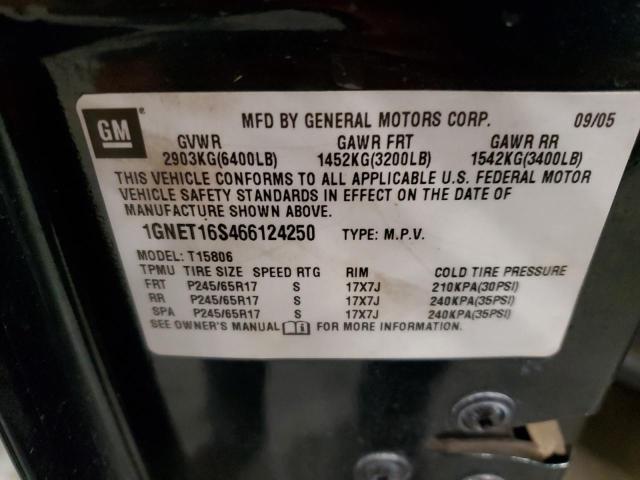 GM
MFD BY GENERAL MOTORS CORP. 09/05
GVWR GAWR FRT GAWR RR
2903KG(6400LB) 1452KG(3200LB) 1542KG(3400LB)
THIS VEHICLE CONFORMS TO ALL APPLICABLE U.S. FEDERAL MOTOR
VEHICLE SAFETY STANDARDS IN EFFECT ON THE DATE OF
MANUFACTURE SHOWN ABOVE.
1GNET16S466124250 TYPE: M.P.V.
MODEL: T15806
TPMU TIRE SIZE SPEED RTG RIM COLD TIRE PRESSURE
FRT P245/65R17 S 17X7J 210KPA(30PSI)
RR P245/65R17 S 17X7J 240KPA(35PSI)
SPA P245/65R17 S 17X7J 240KPA(35PSI)
SEE OWNER'S MANUAL FOR MORE INFORMATION.